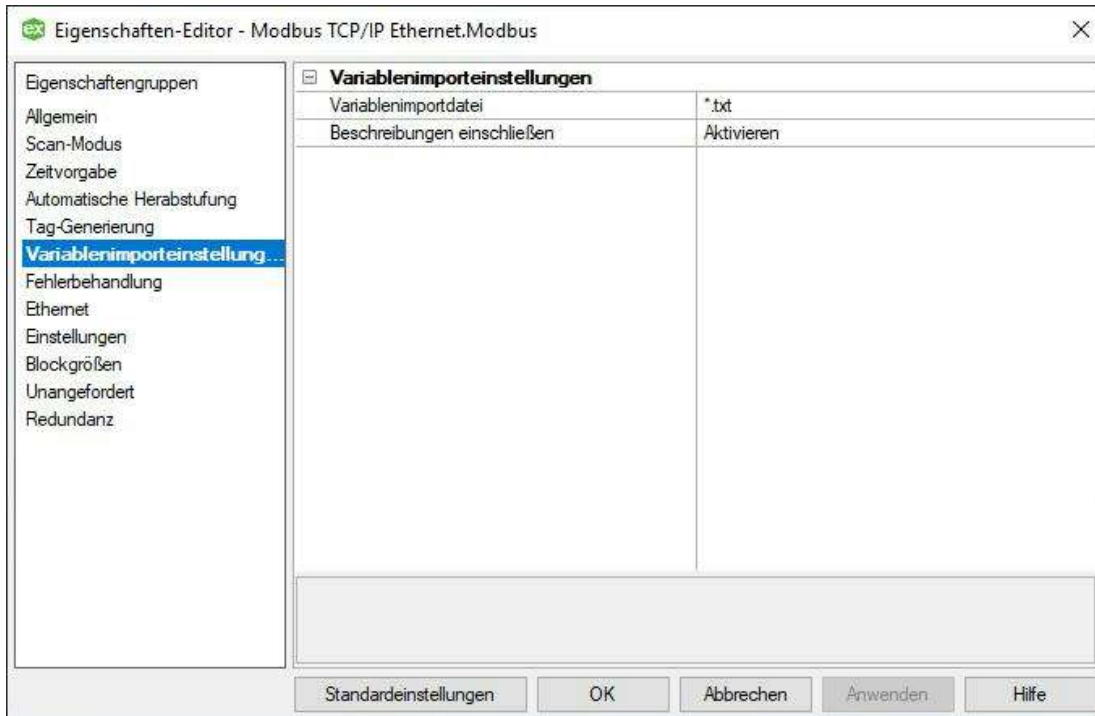 ex Eigenschaften-Editor - Modbus TCP/IP Ethernet.Modbus
Eigenschaftengruppen
Allgemein
Scan-Modus
Zeitvorgabe
Automatische Herabstufung
Tag-Generierung
Variablenimporteinstellung...
Fehlerbehandlung
Ethernet
Einstellungen
Blockgrößen
Unangefordert
Redundanz
Variablenimporteinstellungen
Variablenimportdatei *.txt
Beschreibungen einschließen Aktivieren
Standardeinstellungen OK Abbrechen Anwenden Hilfe